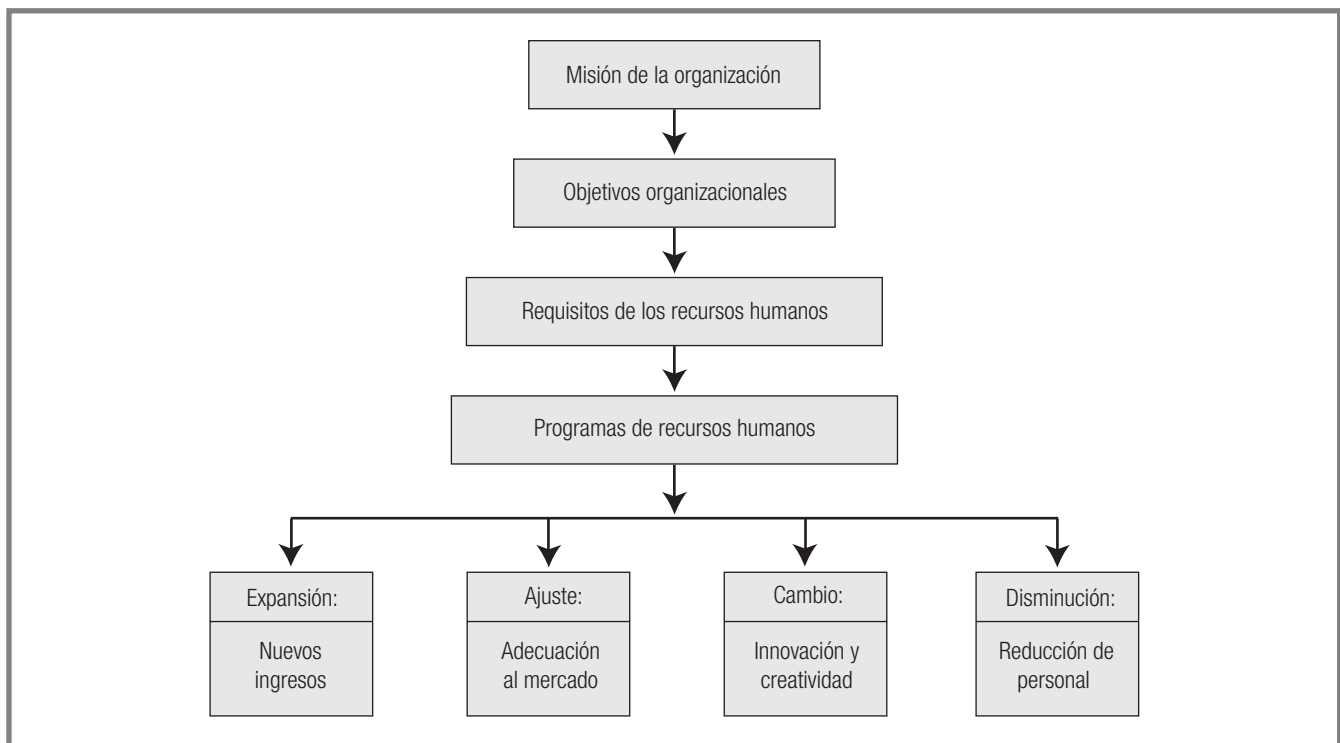 Misión de la organización
Objetivos organizacionales
Requisitos de los recursos humanos
Programas de recursos humanos
Expansión:
Nuevos
ingresos
Ajuste:
Adecuación
al mercado
Cambio:
Innovación y
creatividad
Disminución:
Reducción de
personal